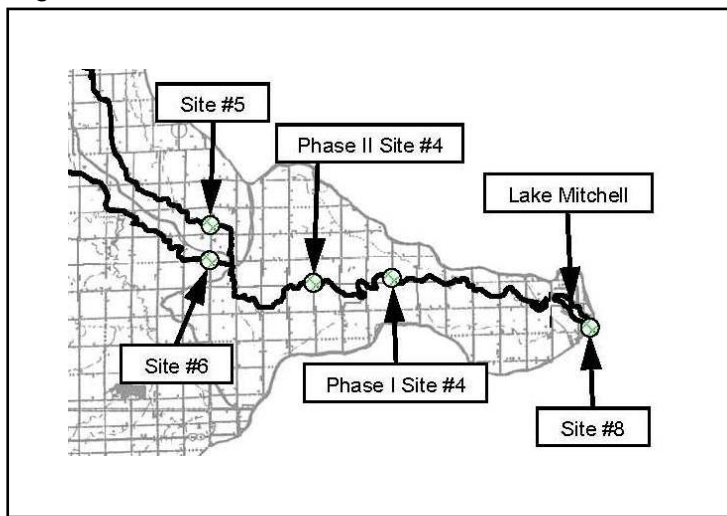 Site #5
Phase II Site #4
Lake Mitchell
Site #6
Phase I Site #4
Site #8